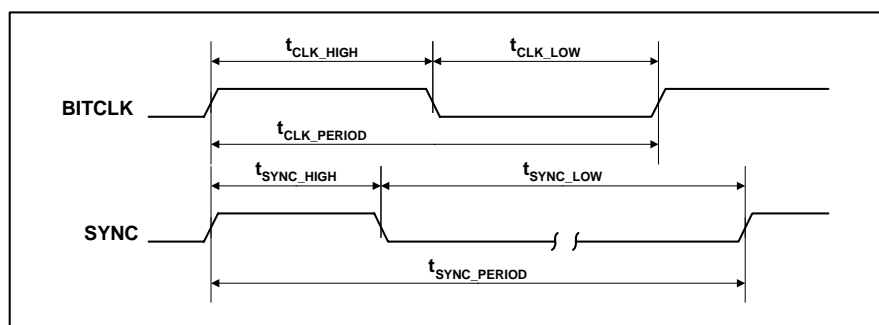 tCLK_HIGH tCLK_LOW
BITCLK
tCLK_PERIOD
tSYNC_HIGH tSYNC_LOW
SYNC
tSYNC_PERIOD